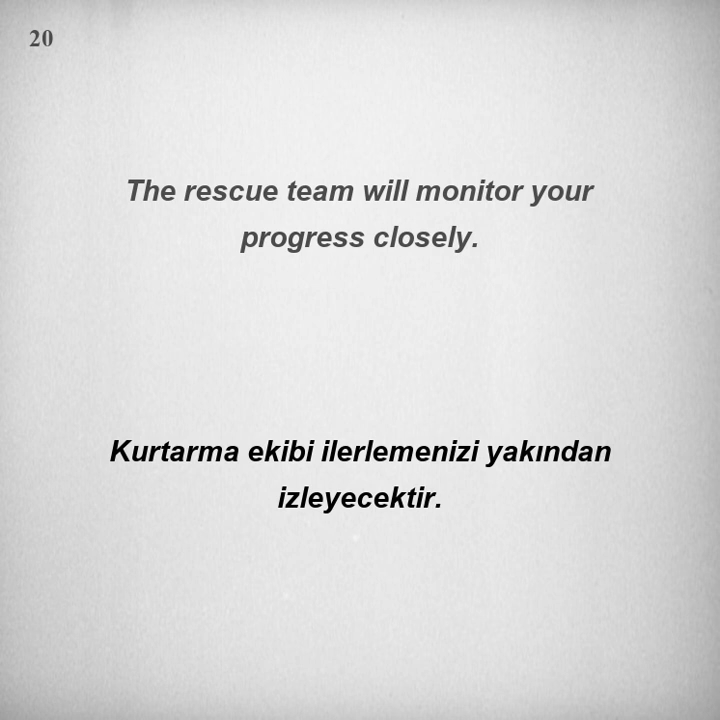 20
The rescue team will monitor your
progress closely.
Kurtarma ekibi ilerlemenizi yakından
izleyecektir.